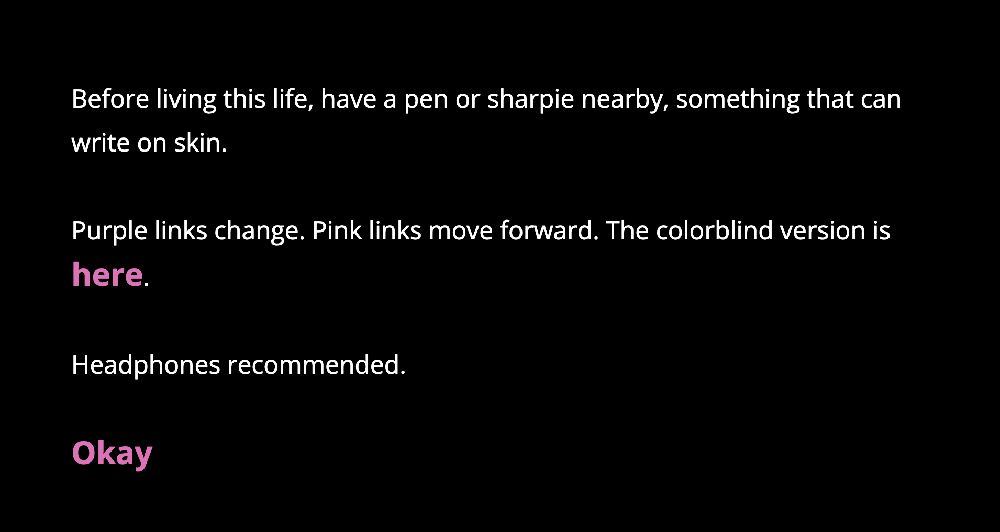 Before living this life, have a pen or sharpie nearby, something that can
write on skin.
Purple links change. Pink links move forward. The colorblind version is
here.
Headphones recommended.
Okay